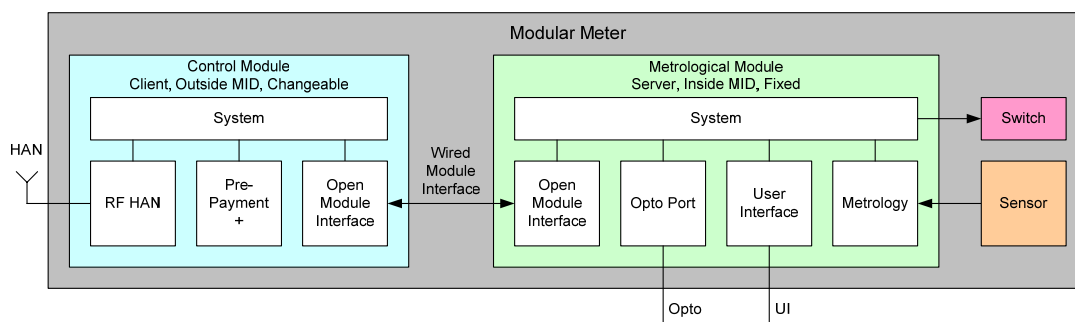 Modular Meter
Control Module
Client, Outside MID, Changeable
System
HAN
RF HAN
Pre-
Payment
+
Open
Module
Interface
Wired
Module
Interface
Metrological Module
Server, Inside MID, Fixed
System
Open
Module
Interface
Opto Port
User
Interface
Metrology
Switch
Sensor
Opto
UI